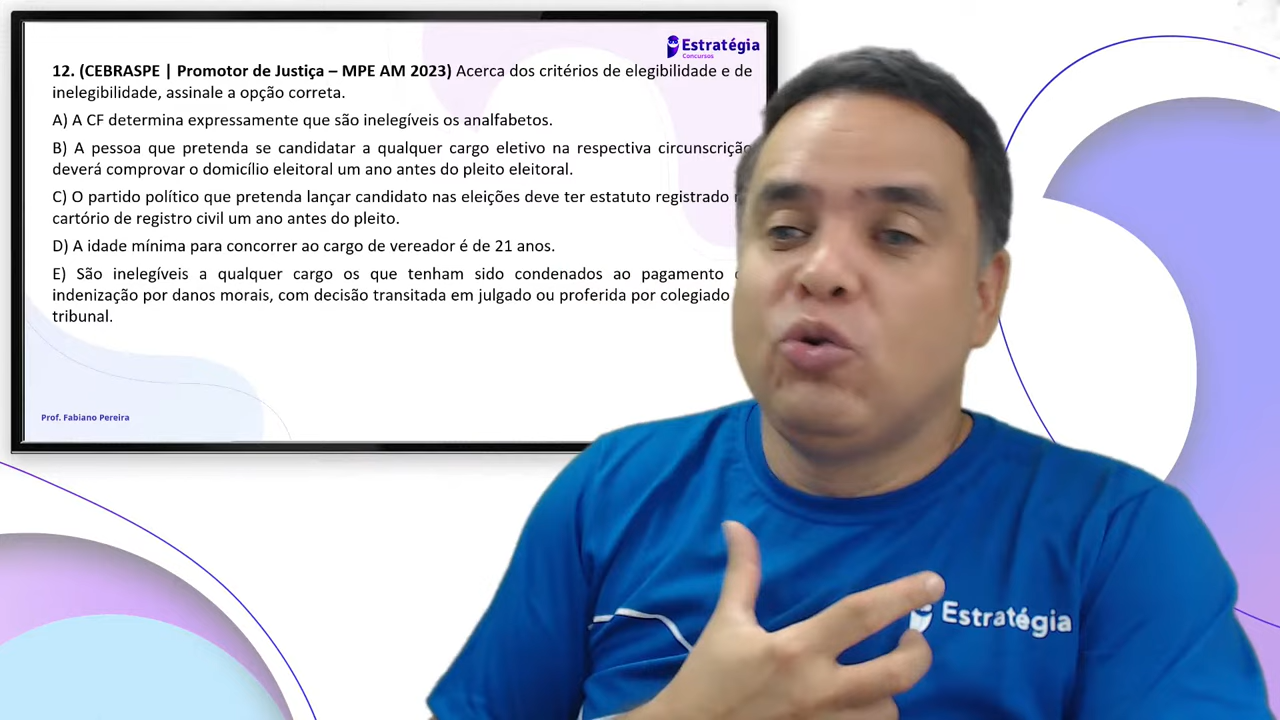 Estratégia
Concursos
12. (CEBRASPE | Promotor de Justiça – MPE AM 2023) Acerca dos critérios de elegibilidade e de
inelegibilidade, assinale a opção correta.
A) A CF determina expressamente que são inelegíveis os analfabetos.
B) A pessoa que pretenda se candidatar a qualquer cargo eletivo na respectiva circunscrição
deverá comprovar o domicílio eleitoral um ano antes do pleito eleitoral.
C) O partido político que pretenda lançar candidato nas eleições deve ter estatuto registrado
cartório de registro civil um ano antes do pleito.
D) A idade mínima para concorrer ao cargo de vereador é de 21 anos.
E) São inelegíveis a qualquer cargo os que tenham sido condenados ao pagamento
indenização por danos morais, com decisão transitada em julgado ou proferida por colegiado
tribunal.
Prof. Fabiano Pereira
Estratégia